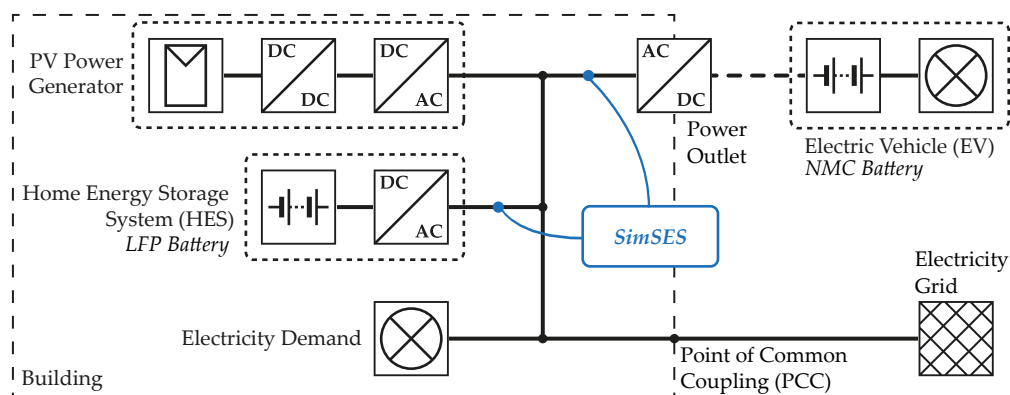 PV Power
Generator
DC
DC
DC
AC
AC
DC
Power
Outlet
Electric Vehicle (EV)
NMC Battery
Home Energy Storage
System (HES)
LFP Battery
DC
AC
SimSES
Electricity
Grid
Electricity Demand
Point of Common
Coupling (PCC)
Building